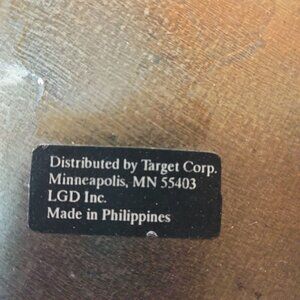 Distributed by Target Corp.
Minneapolis, MN 55403
LGD Inc.
Made in Philippines